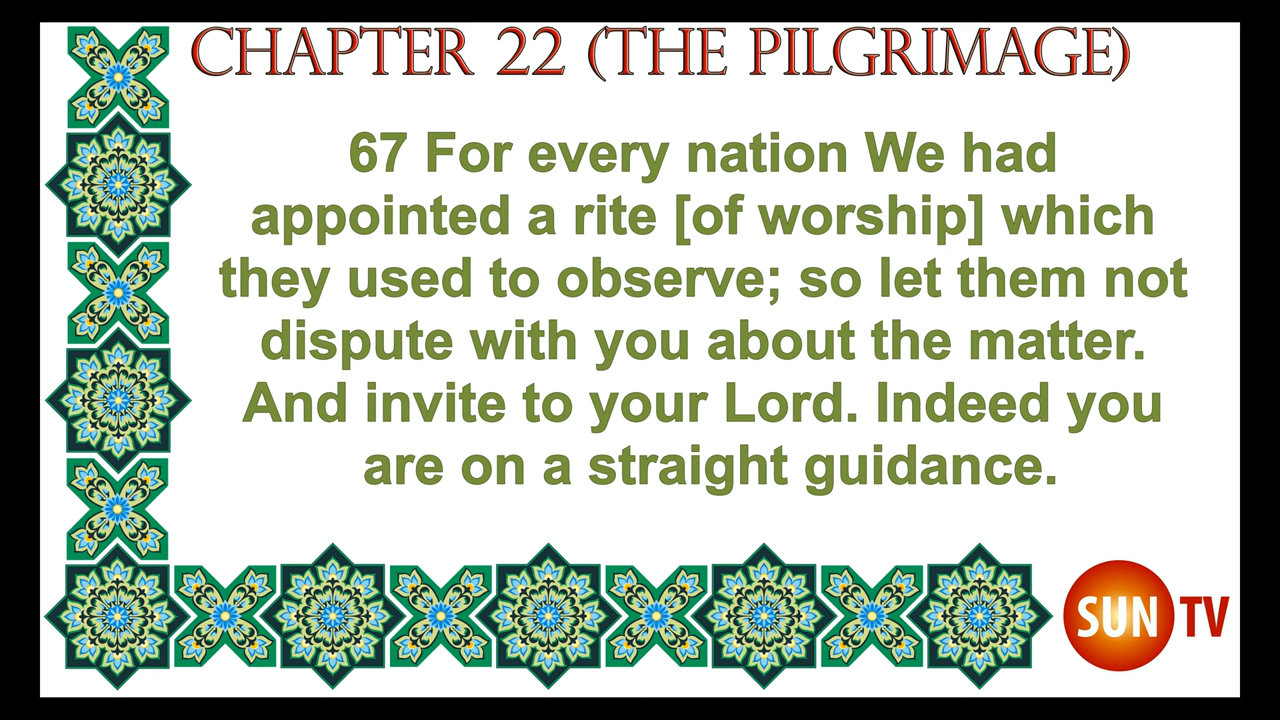 CHAPTER 22 (THE PILGRIMAGE)
67 For every nation We had
appointed a rite [of worship] which
they used to observe; so let them not
dispute with you about the matter.
And invite to your Lord. Indeed you
are on a straight guidance.
SUN TV